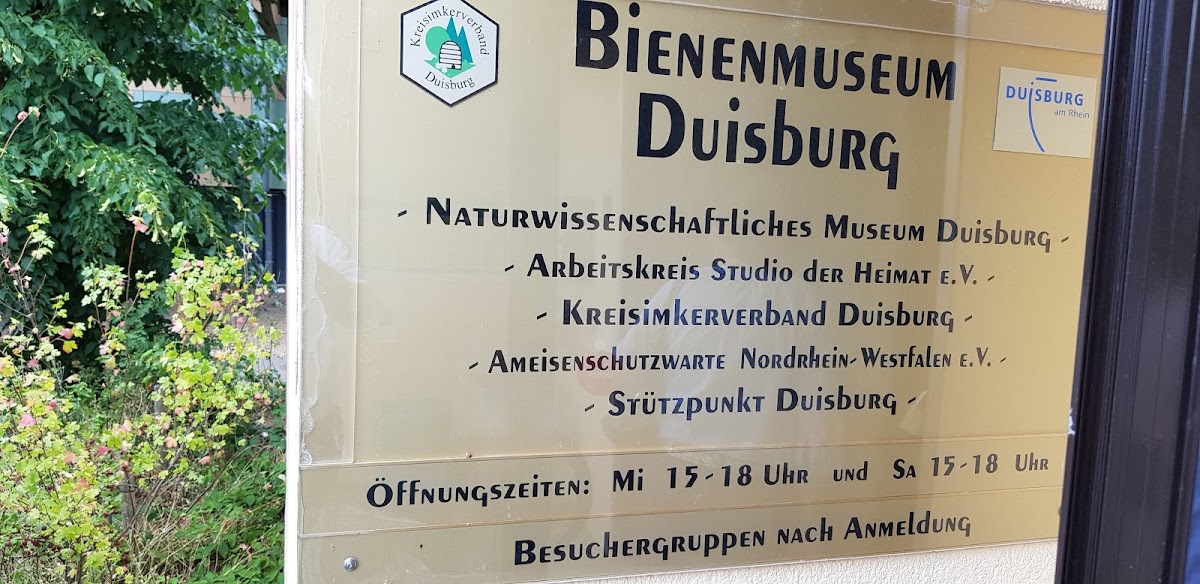 Kreisimkerverband
Duisburg
BIENENMUSEUM
DUISBURG
DUISBURG
am Rhein
- NATURWISSENSCHAFTLICHES MUSEUM DUISBURG -
- ARBEITSKREIS STUDIO DER HEIMAT E.V. -
- KREISIMKERVERBAND DUISBURG -
- AMEISENSCHUTZWARTE NORDRHEIN-WESTFALEN E.V. -
- STÜTZPUNKT DUISBURG -
ÖFFNUNGSZEITEN: MI 15-18 UHR UND SA 15-18 UHR
BESUCHERGRUPPEN NACH ANMELDUNG